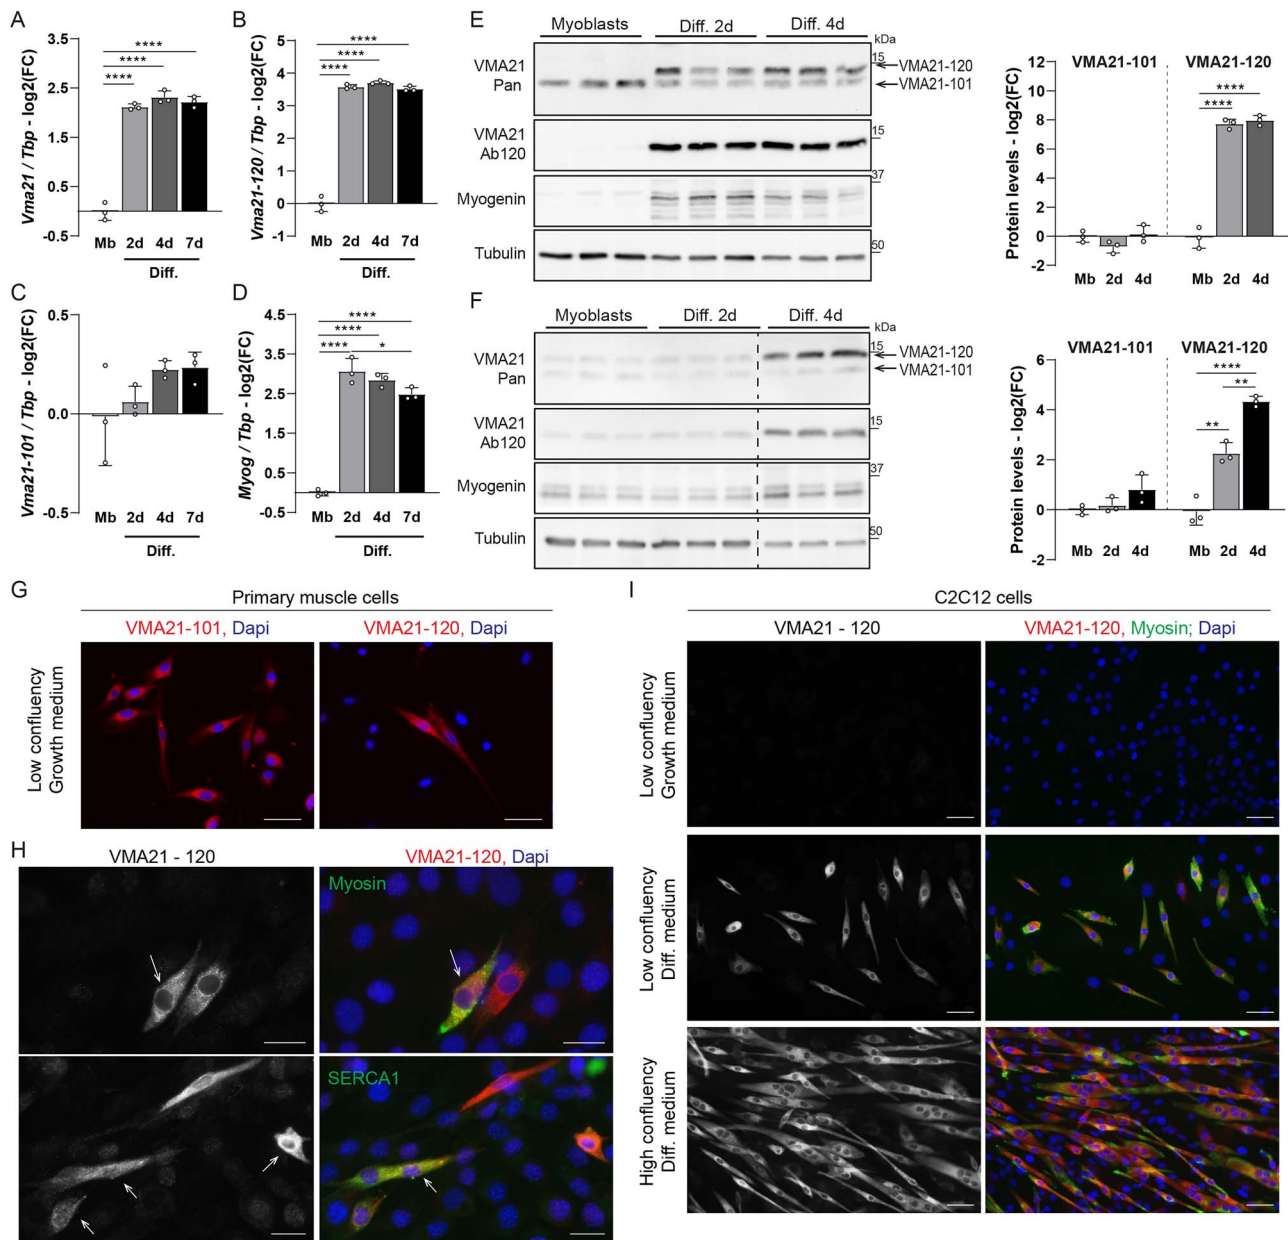 A
Vma21 / Tbp - log2(FC)
3.5
2.5
1.5
0.5
-0.5
****
****
****
Mb 2d 4d 7d
Diff.
B
Vma21-120 / Tbp - log2(FC)
5
4
3
2
1
0
-1
****
****
****
Mb 2d 4d 7d
Diff.
C
Vma21-101 / Tbp - log2(FC)
0.5
0.0
-0.5
Mb 2d 4d 7d
Diff.
D
Myog / Tbp - log2(FC)
4.5
3.5
2.5
1.5
0.5
-0.5
****
****
**** *
Mb 2d 4d 7d
Diff.
E
Myoblasts Diff. 2d Diff. 4d
kDa
VMA21
Pan
15
VMA21-120
VMA21-101
VMA21
Ab120
15
Myogenin
37
Tubulin
50
Protein levels - log2(FC)
VMA21-101 VMA21-120
12
10
8
6
4
2
0
-2
****
****
Mb 2d 4d Mb 2d 4d
F
Myoblasts Diff. 2d Diff. 4d
kDa
VMA21
Pan
15
VMA21-120
VMA21-101
VMA21
Ab120
15
Myogenin
37
Tubulin
50
Protein levels - log2(FC)
VMA21-101 VMA21-120
6
4
2
0
-2
****
**
**
Mb 2d 4d Mb 2d 4d
G
Primary muscle cells
VMA21-101, Dapi VMA21-120, Dapi
Low confluency
Growth medium
H
VMA21 - 120 VMA21-120, Dapi
Myosin
SERCA1
I
C2C12 cells
VMA21 - 120 VMA21-120, Myosin; Dapi
Low confluency
Growth medium
Low confluency
Diff. medium
High confluency
Diff. medium